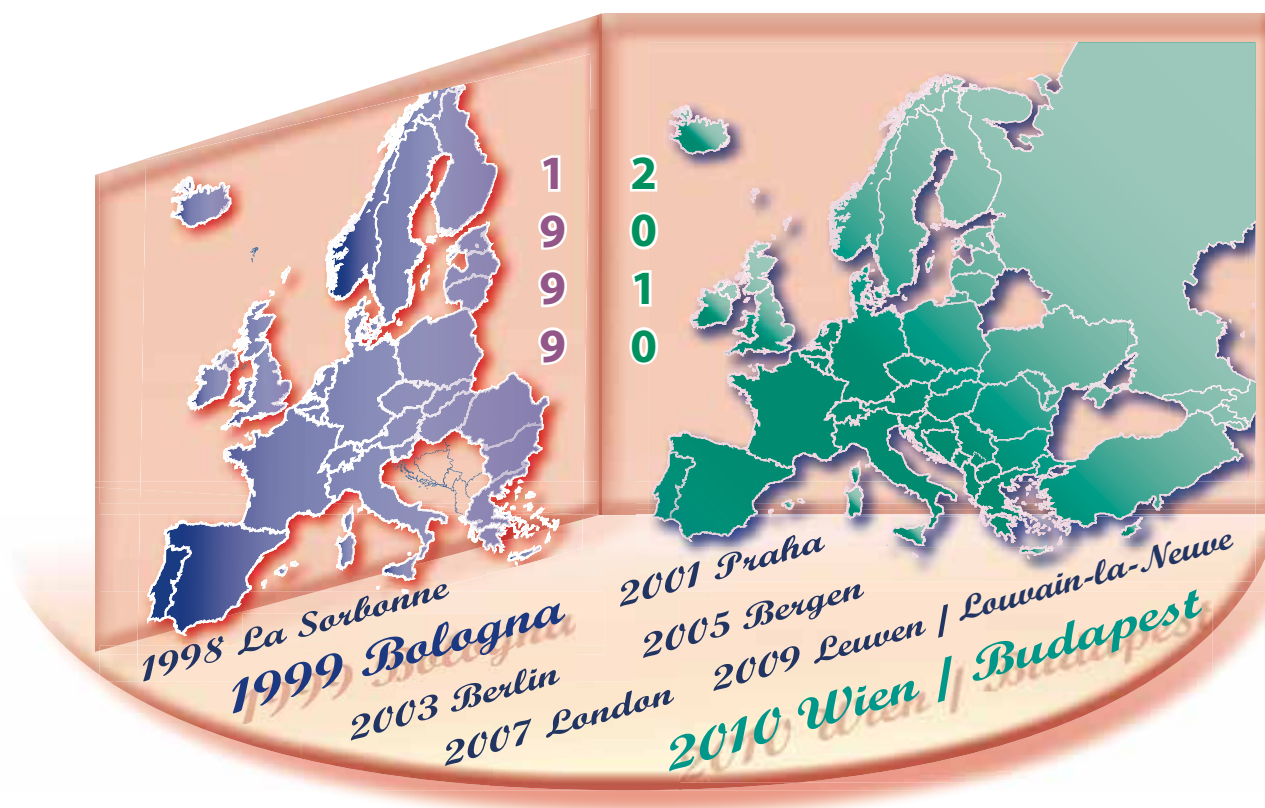 1999
2010
1998 La Sorbonne
1999 Bologna
2001 Praha
2003 Berlin
2005 Bergen
2007 London
2009 Leuven / Louvain-la-Neuve
2010 Wien / Budapest